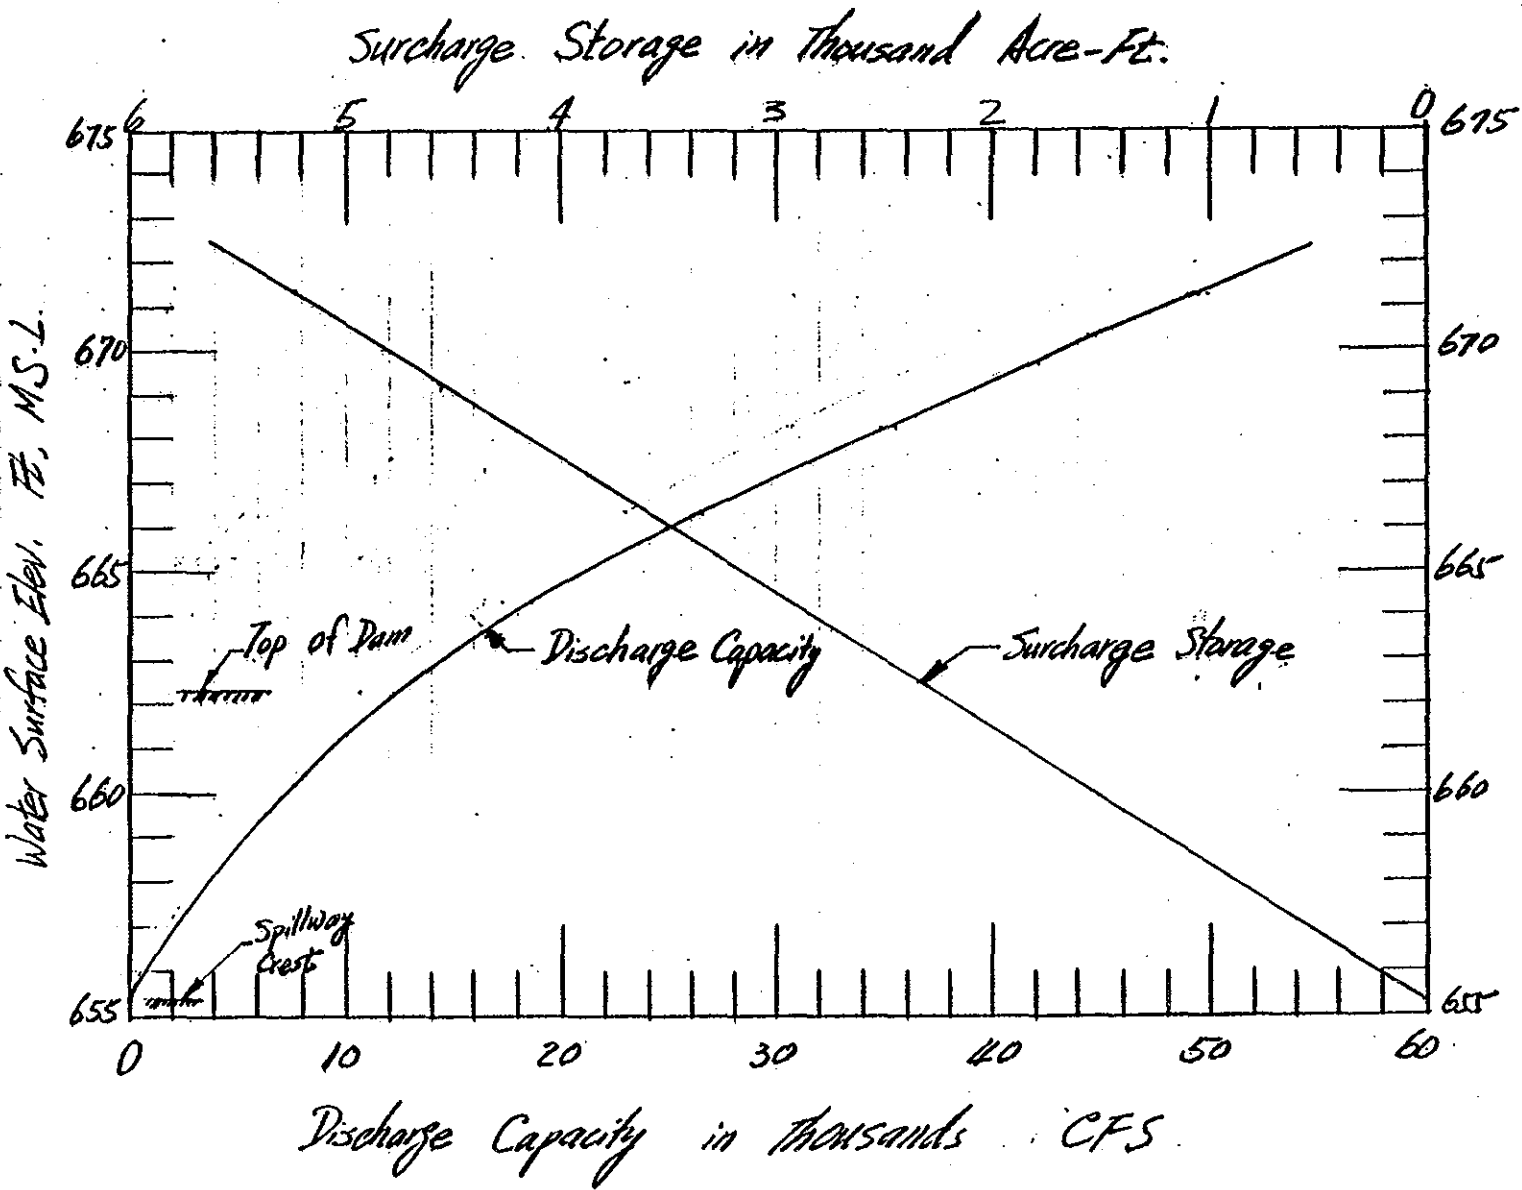 Surcharge Storage in Thousand Acre-Ft.
6 5 4 3 2 1 0
675 675
670 670
665 665
660 660
655 655
Water Surface Elev. Ft. M.S.L.
Top of Dam
Discharge Capacity
Surcharge Storage
Spillway
Crest
0 10 20 30 40 50 60
Discharge Capacity in Thousands CFS